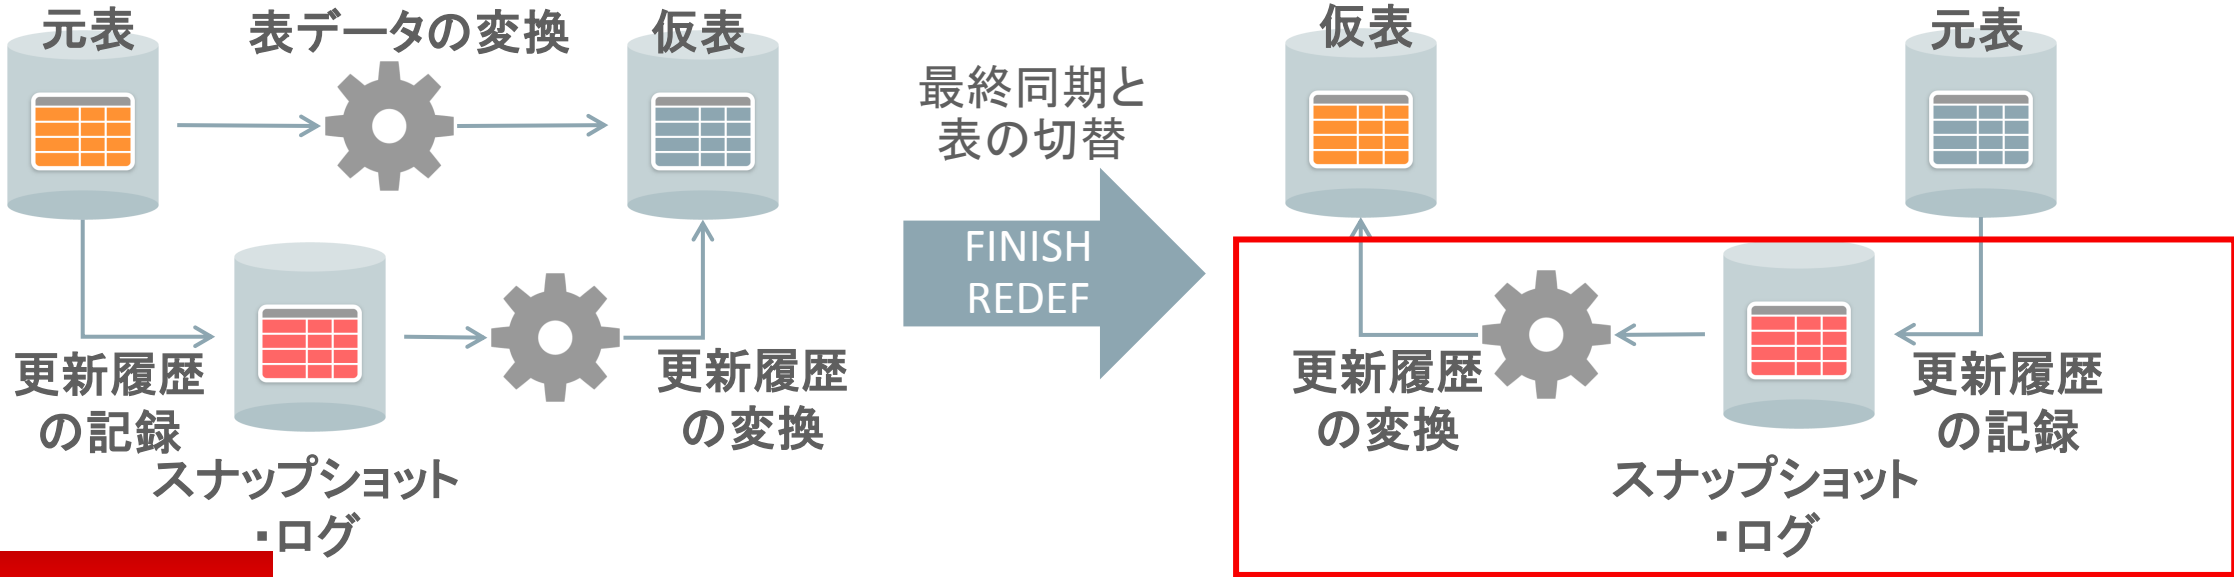 元表
表データの変換
仮表
更新履歴
の記録
スナップショット
・ログ
更新履歴
の変換
最終同期と
表の切替
FINISH
REDEF
仮表
元表
更新履歴
の変換
スナップショット
・ログ
更新履歴
の記録